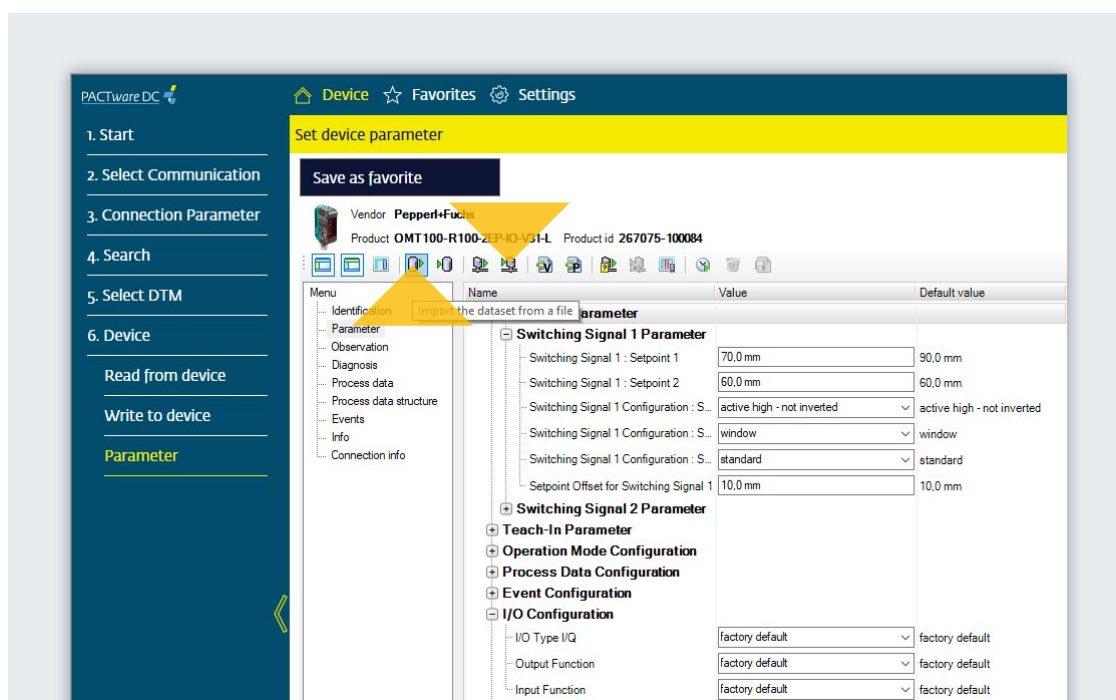 PACTware DC
Device Favorites Settings
1. Start
2. Select Communication
3. Connection Parameter
4. Search
5. Select DTM
6. Device
Read from device
Write to device
Parameter
Set device parameter
Save as favorite
Vendor Pepperl+Fuchs
Product OMT100-R100-2EP-IO-V31-L Product id 267075-100084
Menu
Identification
Parameter
Observation
Diagnosis
Process data
Process data structure
Events
Info
Connection info
Import the dataset from a file
Name Value Default value
arameter
Switching Signal 1 Parameter
Switching Signal 1 : Setpoint 1 70,0 mm 90,0 mm
Switching Signal 1 : Setpoint 2 60,0 mm 60,0 mm
Switching Signal 1 Configuration : S... active high - not inverted active high - not inverted
Switching Signal 1 Configuration : S... window window
Switching Signal 1 Configuration : S... standard standard
Setpoint Offset for Switching Signal 1 10,0 mm 10,0 mm
Switching Signal 2 Parameter
Teach-In Parameter
Operation Mode Configuration
Process Data Configuration
Event Configuration
I/O Configuration
I/O Type I/Q factory default factory default
Output Function factory default factory default
Input Function factory default factory default